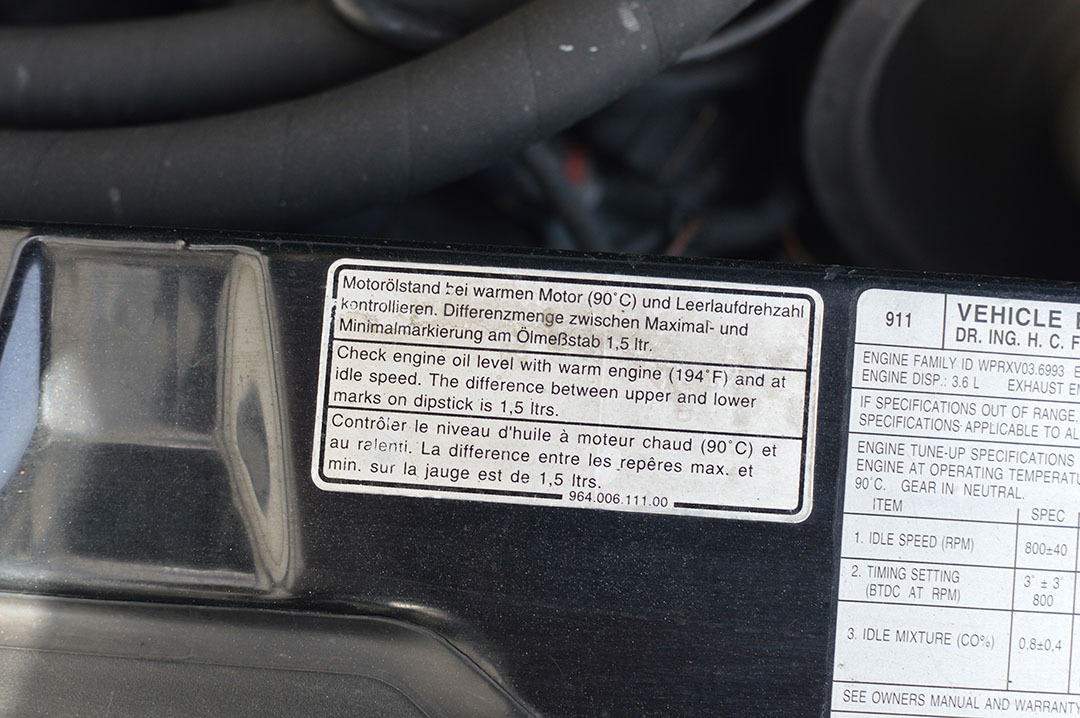 Motorölstand bei warmen Motor (90°C) und Leerlaufdrehzahl
kontrollieren. Differenzmenge zwischen Maximal- und
Minimalmarkierung am Ölmeßstab 1,5 ltr.
Check engine oil level with warm engine (194°F) and at
idle speed. The difference between upper and lower
marks on dipstick is 1,5 ltrs.
Contrôler le niveau d'huile à moteur chaud (90°C) et
au ralenti. La difference entre les repêres max. et
min. sur la jauge est de 1,5 ltrs.
964.006.111.00
911
VEHICLE
DR. ING. H. C. F
ENGINE FAMILY ID WPRXV03.6993 E
ENGINE DISP.: 3.6 L EXHAUST E
IF SPECIFICATIONS OUT OF RANGE,
SPECIFICATIONS APPLICABLE TO AL
ENGINE TUNE-UP SPECIFICATIONS
ENGINE AT OPERATING TEMPERATU
90°C. GEAR IN NEUTRAL.
ITEM SPEC
1. IDLE SPEED (RPM) 800±40
2. TIMING SETTING 3° ± 3°
(BTDC AT RPM) 800
3. IDLE MIXTURE (CO%) 0,8±0,4
SEE OWNERS MANUAL AND WARRANTY